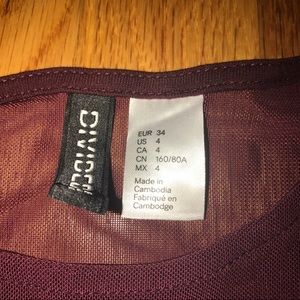 DIVIDED
EUR 34
US 4
CA 4
CN 160/80A
MX 4
Made in
Cambodia
Fabriqué en
Cambodge